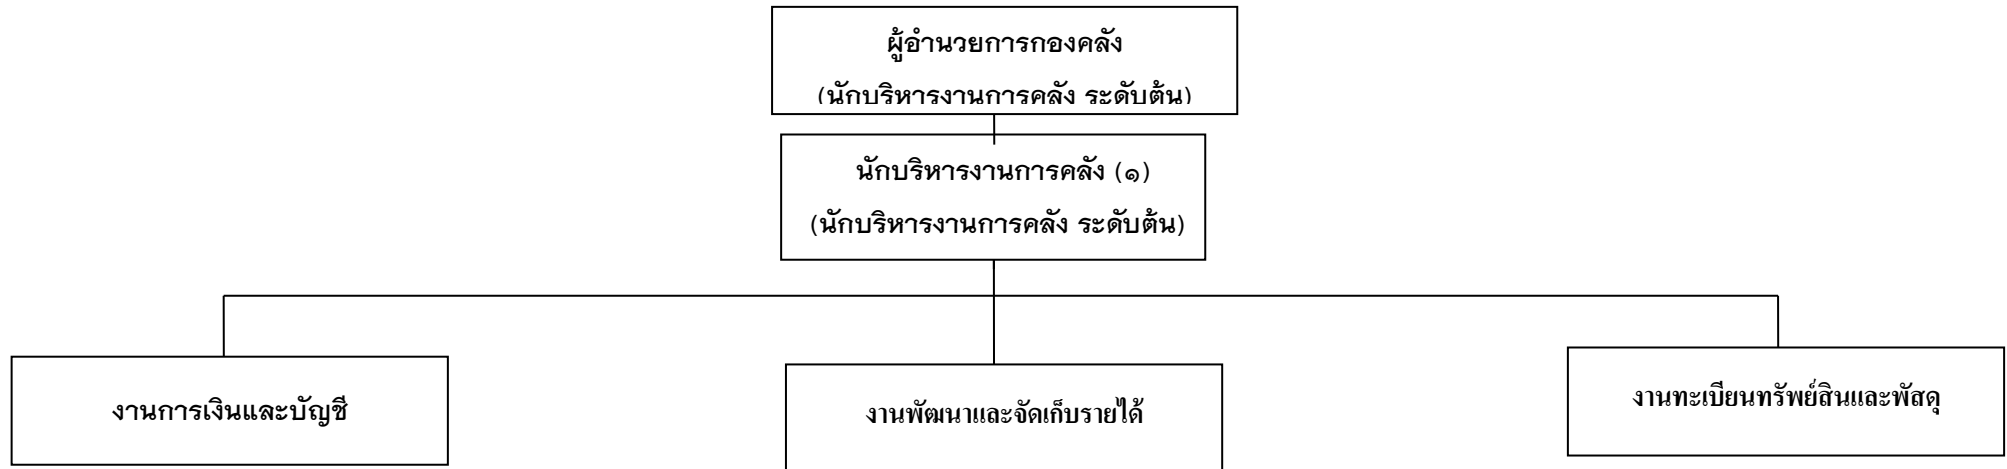 ผู้อำนวยการกองคลัง
(นักบริหารงานการคลัง ระดับต้น)
นักบริหารงานการคลัง (๑)
(นักบริหารงานการคลัง ระดับต้น)
งานการเงินและบัญชี
งานพัฒนาและจัดเก็บรายได้
งานทะเบียนทรัพย์สินและพัสดุ